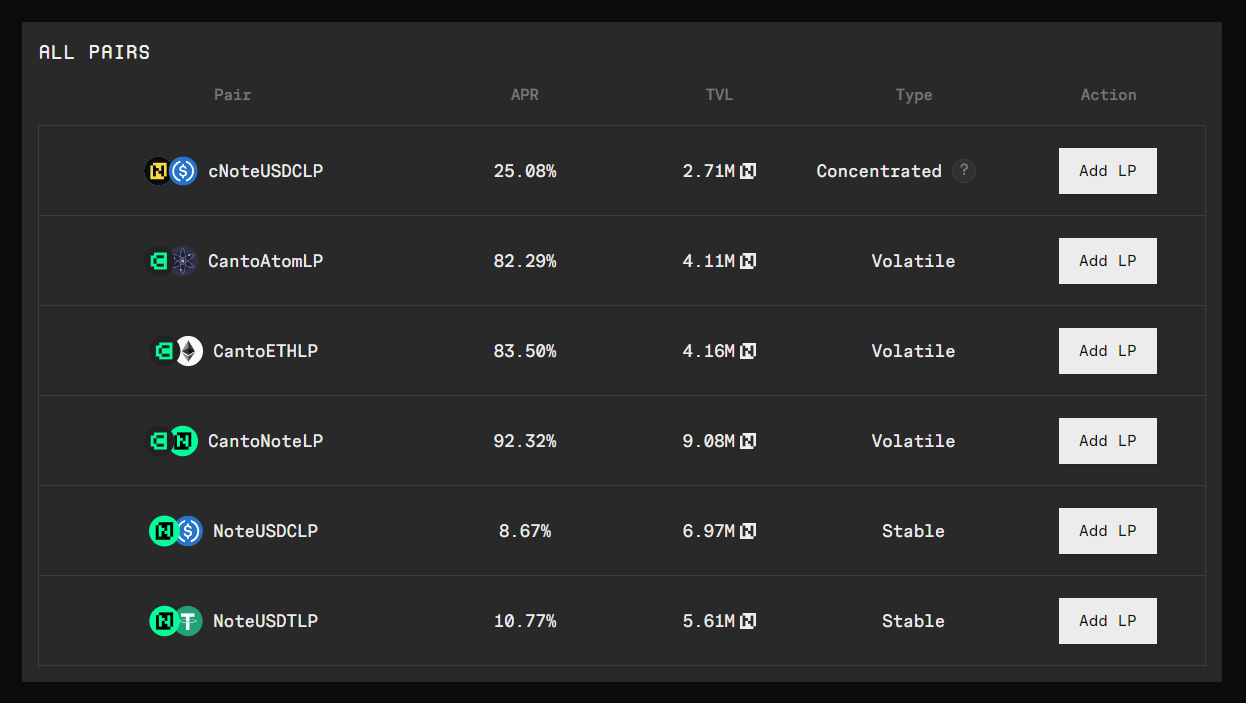 ALL PAIRS
Pair APR TVL Type Action
cNoteUSDCLP 25.08% 2.71M Concentrated ? Add LP
CantoAtomLP 82.29% 4.11M Volatile Add LP
CantoETHLP 83.50% 4.16M Volatile Add LP
CantoNoteLP 92.32% 9.08M Volatile Add LP
NoteUSDCLP 8.67% 6.97M Stable Add LP
NoteUSDTLP 10.77% 5.61M Stable Add LP